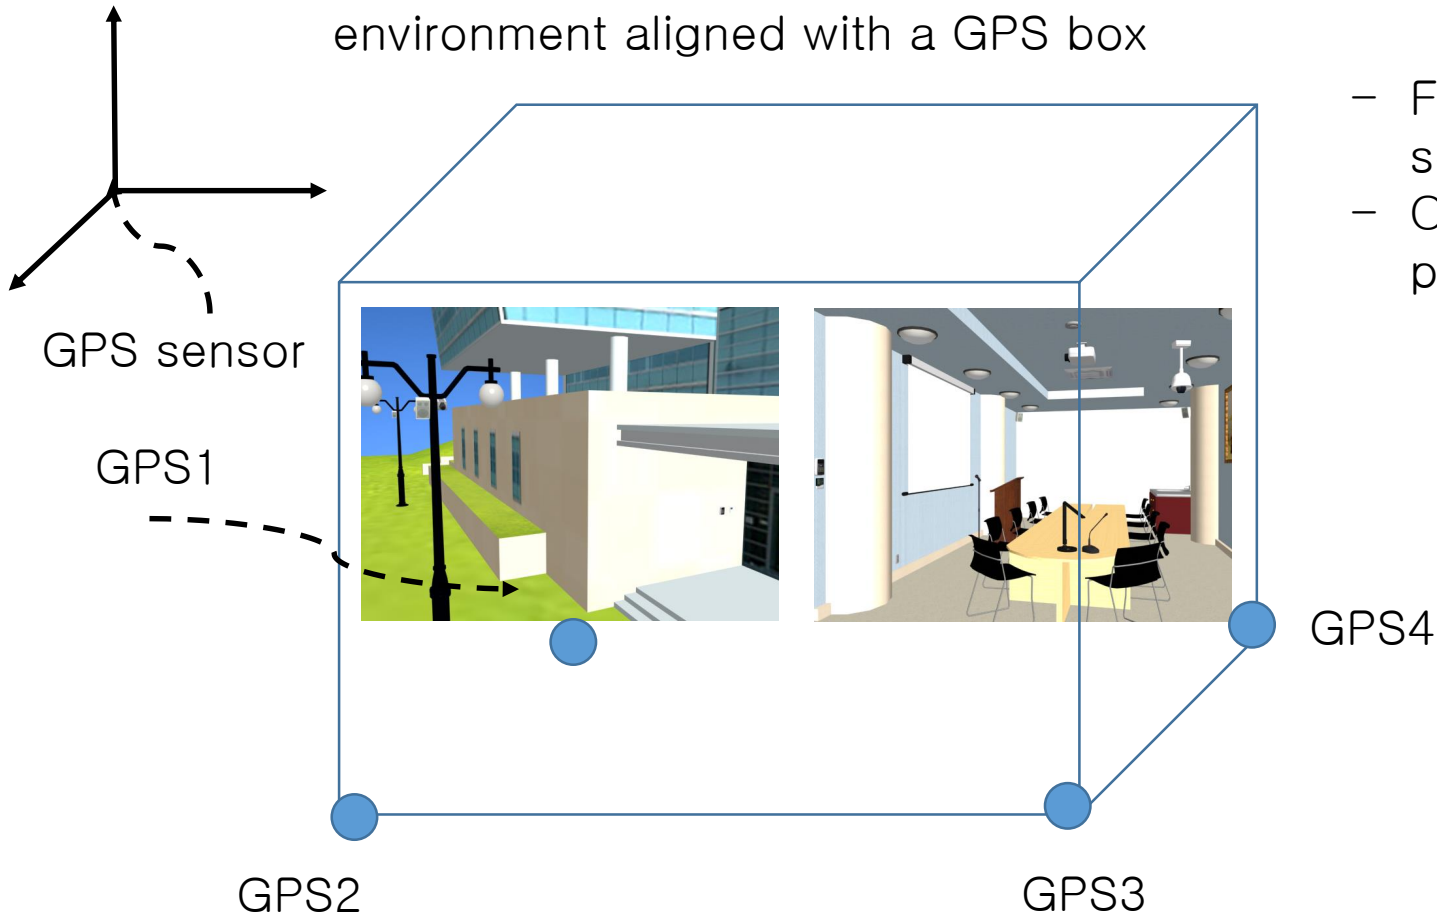 environment aligned with a GPS box
- F
s
- C
p
GPS sensor
GPS1
GPS4
GPS2
GPS3